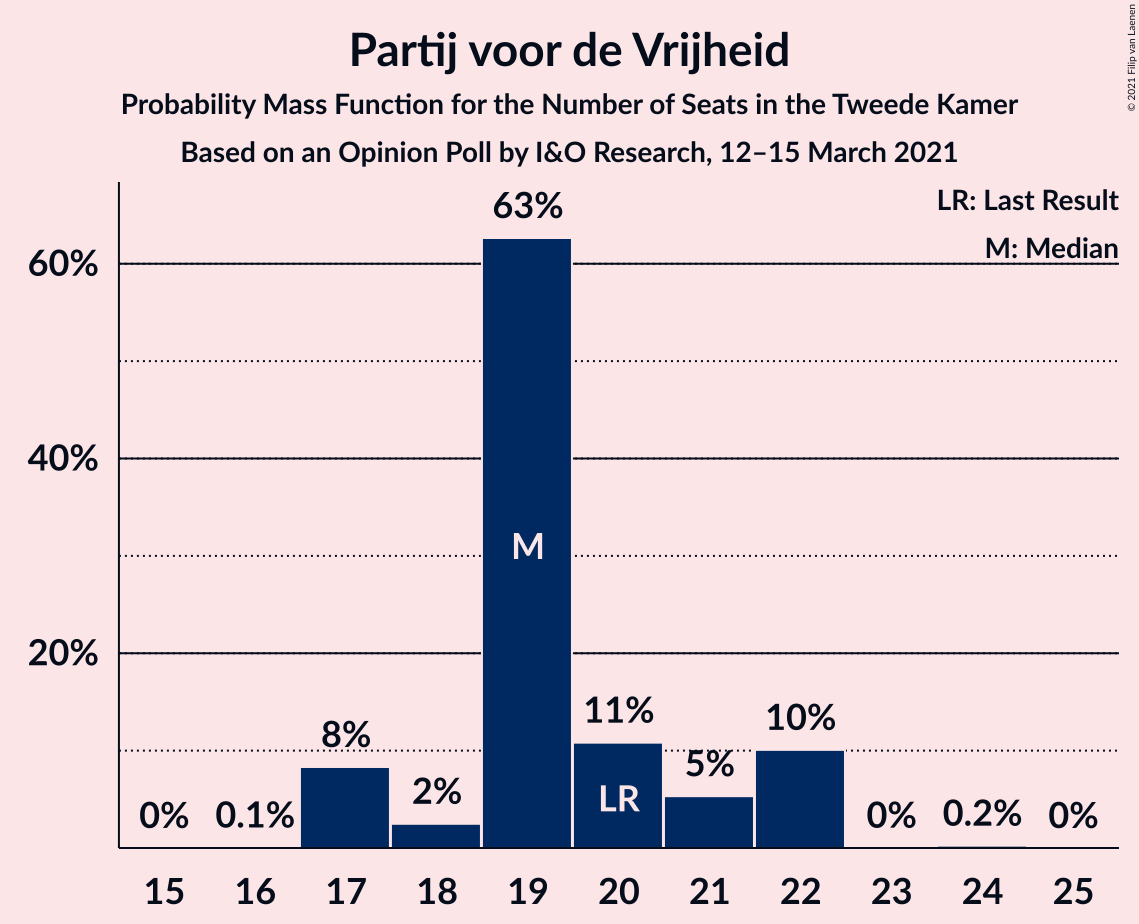 Partij voor de Vrijheid
Probability Mass Function for the Number of Seats in the Tweede Kamer
Based on an Opinion Poll by I&O Research, 12–15 March 2021
© 2021 Filip van Laenen
LR: Last Result
M: Median
60%
40%
20%
0%
0.1%
8%
2%
63%
11%
5%
10%
0%
0.2%
0%
M
LR
15 16 17 18 19 20 21 22 23 24 25